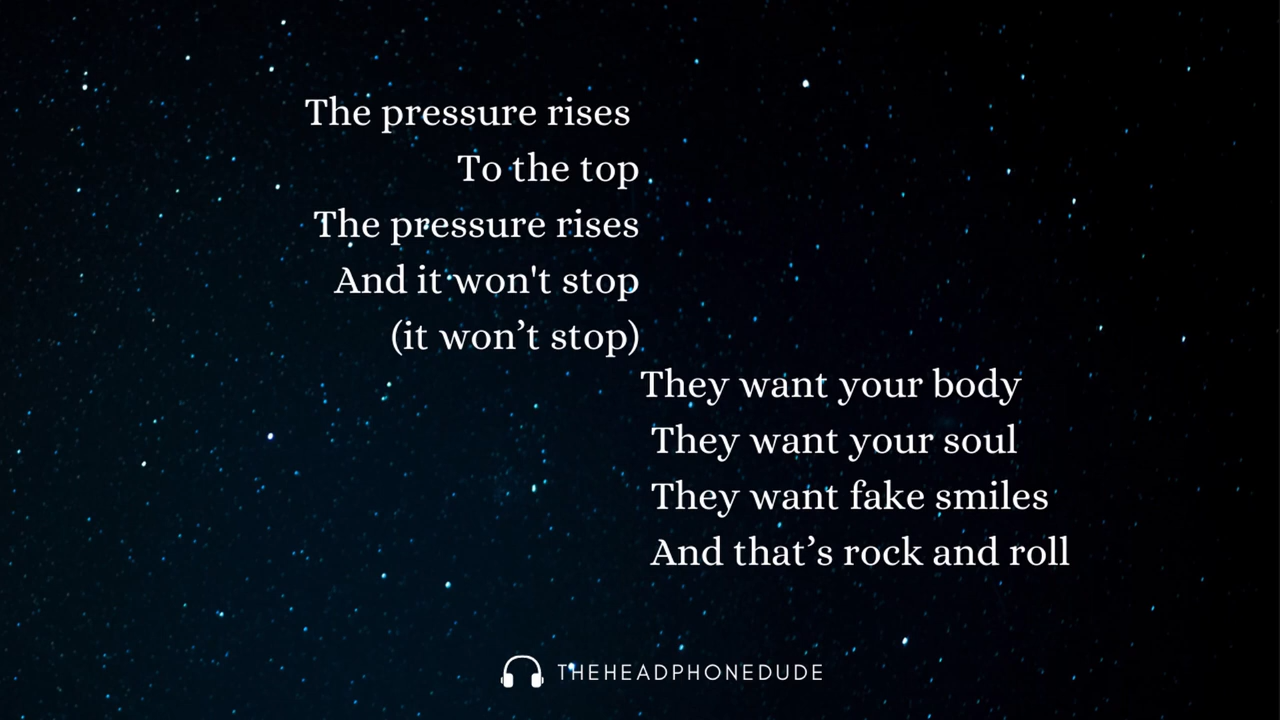 The pressure rises
To the top
The pressure rises
And it won't stop
(it won’t stop)
They want your body
They want your soul
They want fake smiles
And that’s rock and roll
THEHEADPHONEDUDE